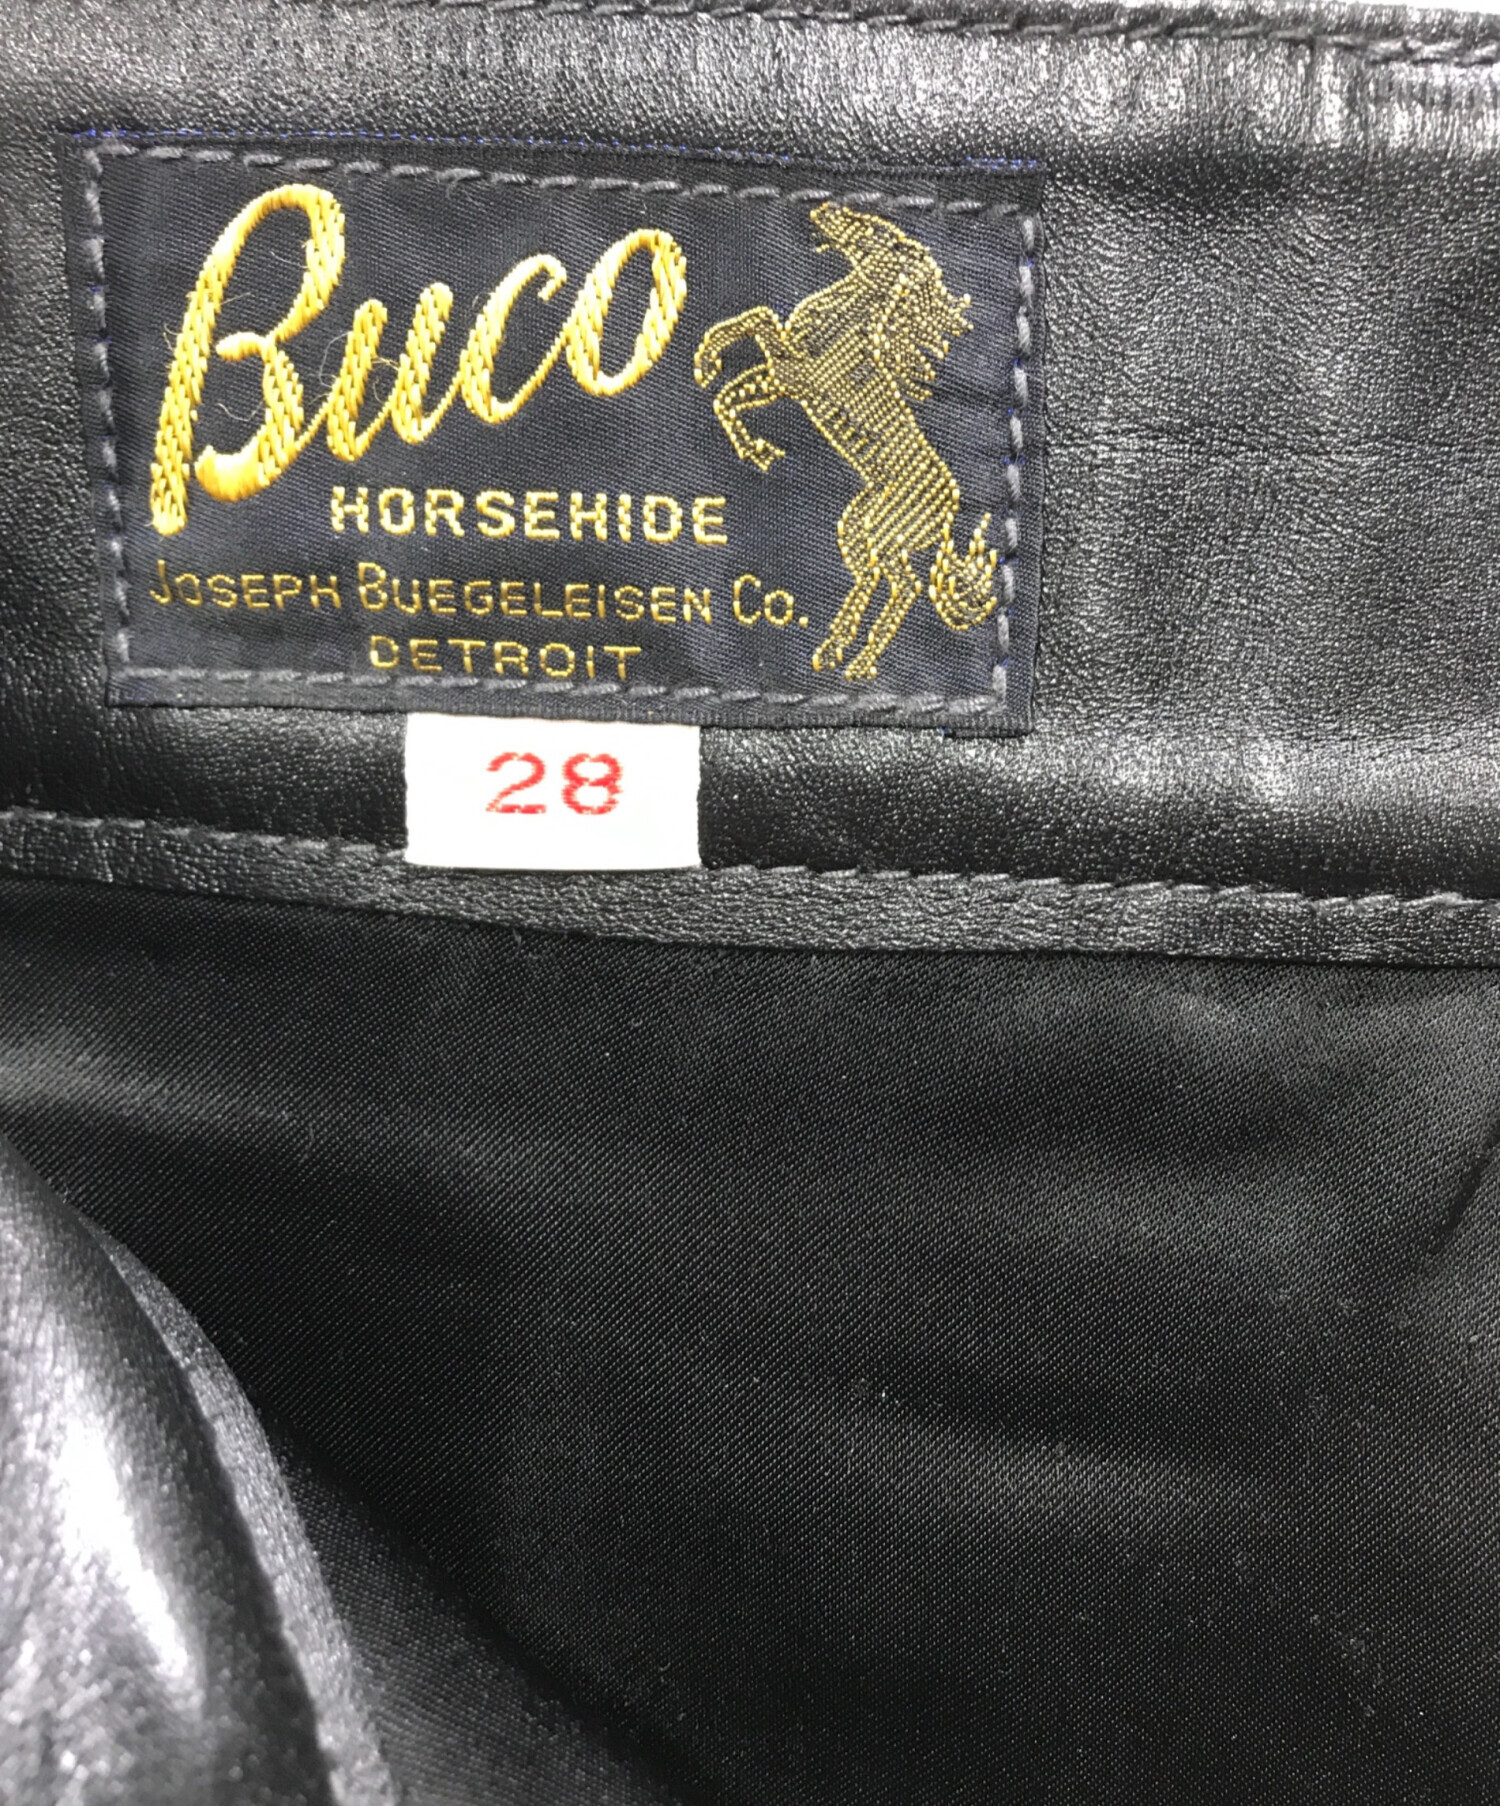 Buco
HORSEHIDE
JOSEPH BUEGELEISEN CO.
DETROIT
28